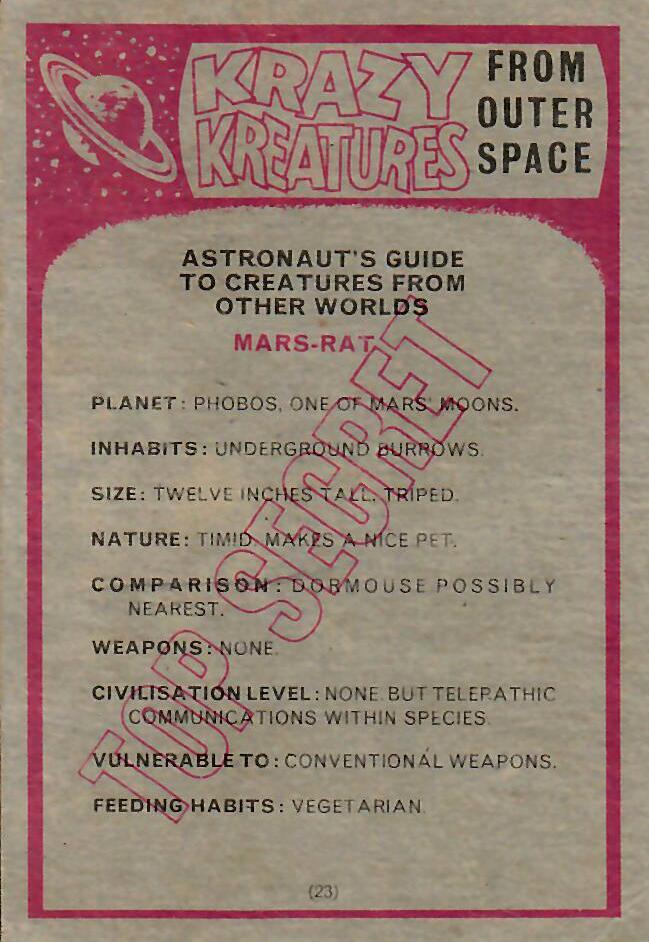 KRAZY
KREATURES
FROM
OUTER
SPACE
ASTRONAUT'S GUIDE
TO CREATURES FROM
OTHER WORLDS
MARS-RAT
PLANET: PHOBOS, ONE OF MARS' MOONS.
INHABITS: UNDERGROUND BURROWS.
SIZE: TWELVE INCHES TALL. TRIPED.
NATURE: TIMID. MAKES A NICE PET.
COMPARISON: DORMOUSE POSSIBLY
NEAREST.
WEAPONS: NONE.
CIVILISATION LEVEL: NONE. BUT TELEPATHIC
COMMUNICATIONS WITHIN SPECIES.
VULNERABLE TO: CONVENTIONAL WEAPONS.
FEEDING HABITS: VEGETARIAN.
TOP SECRET
(23)